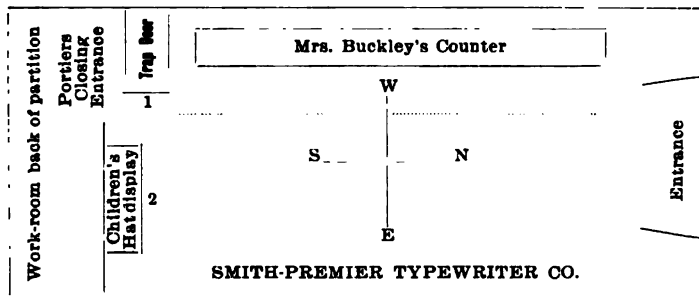 Work-room back of partition
Portiers
Closing
Entrance
Trap Door
1
Mrs. Buckley's Counter
W
S
N
E
Children's
Hat display
2
Entrance
SMITH-PREMIER TYPEWRITER CO.